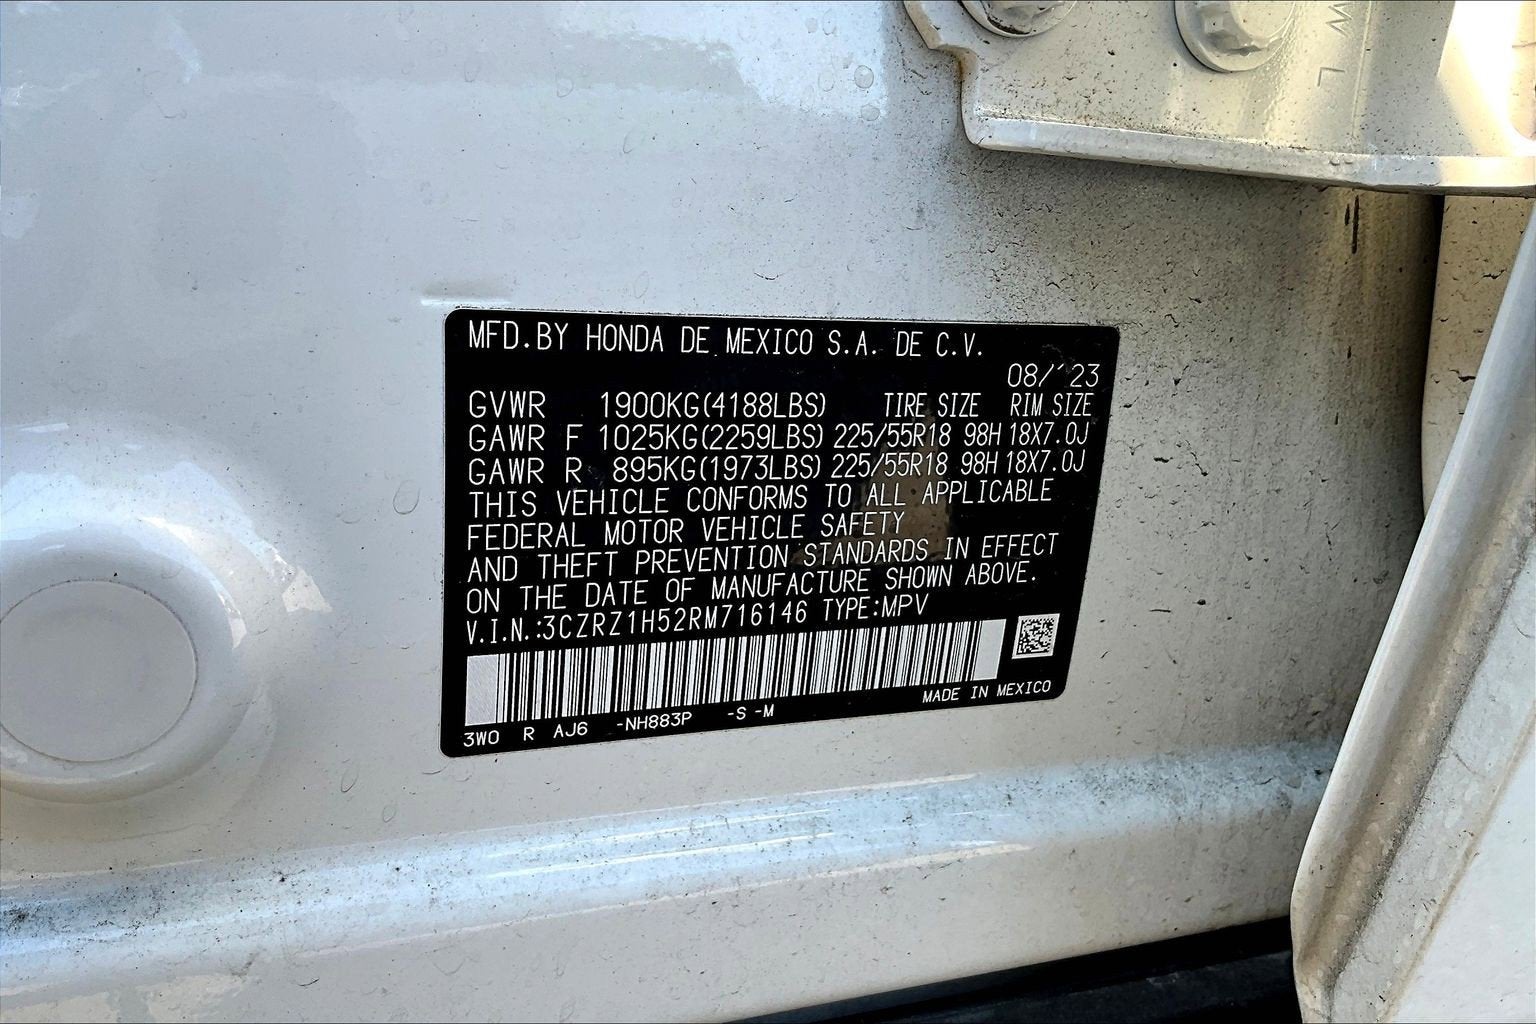 W L
MFD.BY HONDA DE MEXICO S.A. DE C.V.
08/'23
GVWR 1900KG(4188LBS) TIRE SIZE RIM SIZE
GAWR F 1025KG(2259LBS) 225/55R18 98H 18X7.0J
GAWR R 895KG(1973LBS) 225/55R18 98H 18X7.0J
THIS VEHICLE CONFORMS TO ALL APPLICABLE
FEDERAL MOTOR VEHICLE SAFETY
AND THEFT PREVENTION STANDARDS IN EFFECT
ON THE DATE OF MANUFACTURE SHOWN ABOVE.
V.I.N.:3CZRZ1H52RM716146 TYPE:MPV
MADE IN MEXICO
3W0 R AJ6 -NH883P -S -M